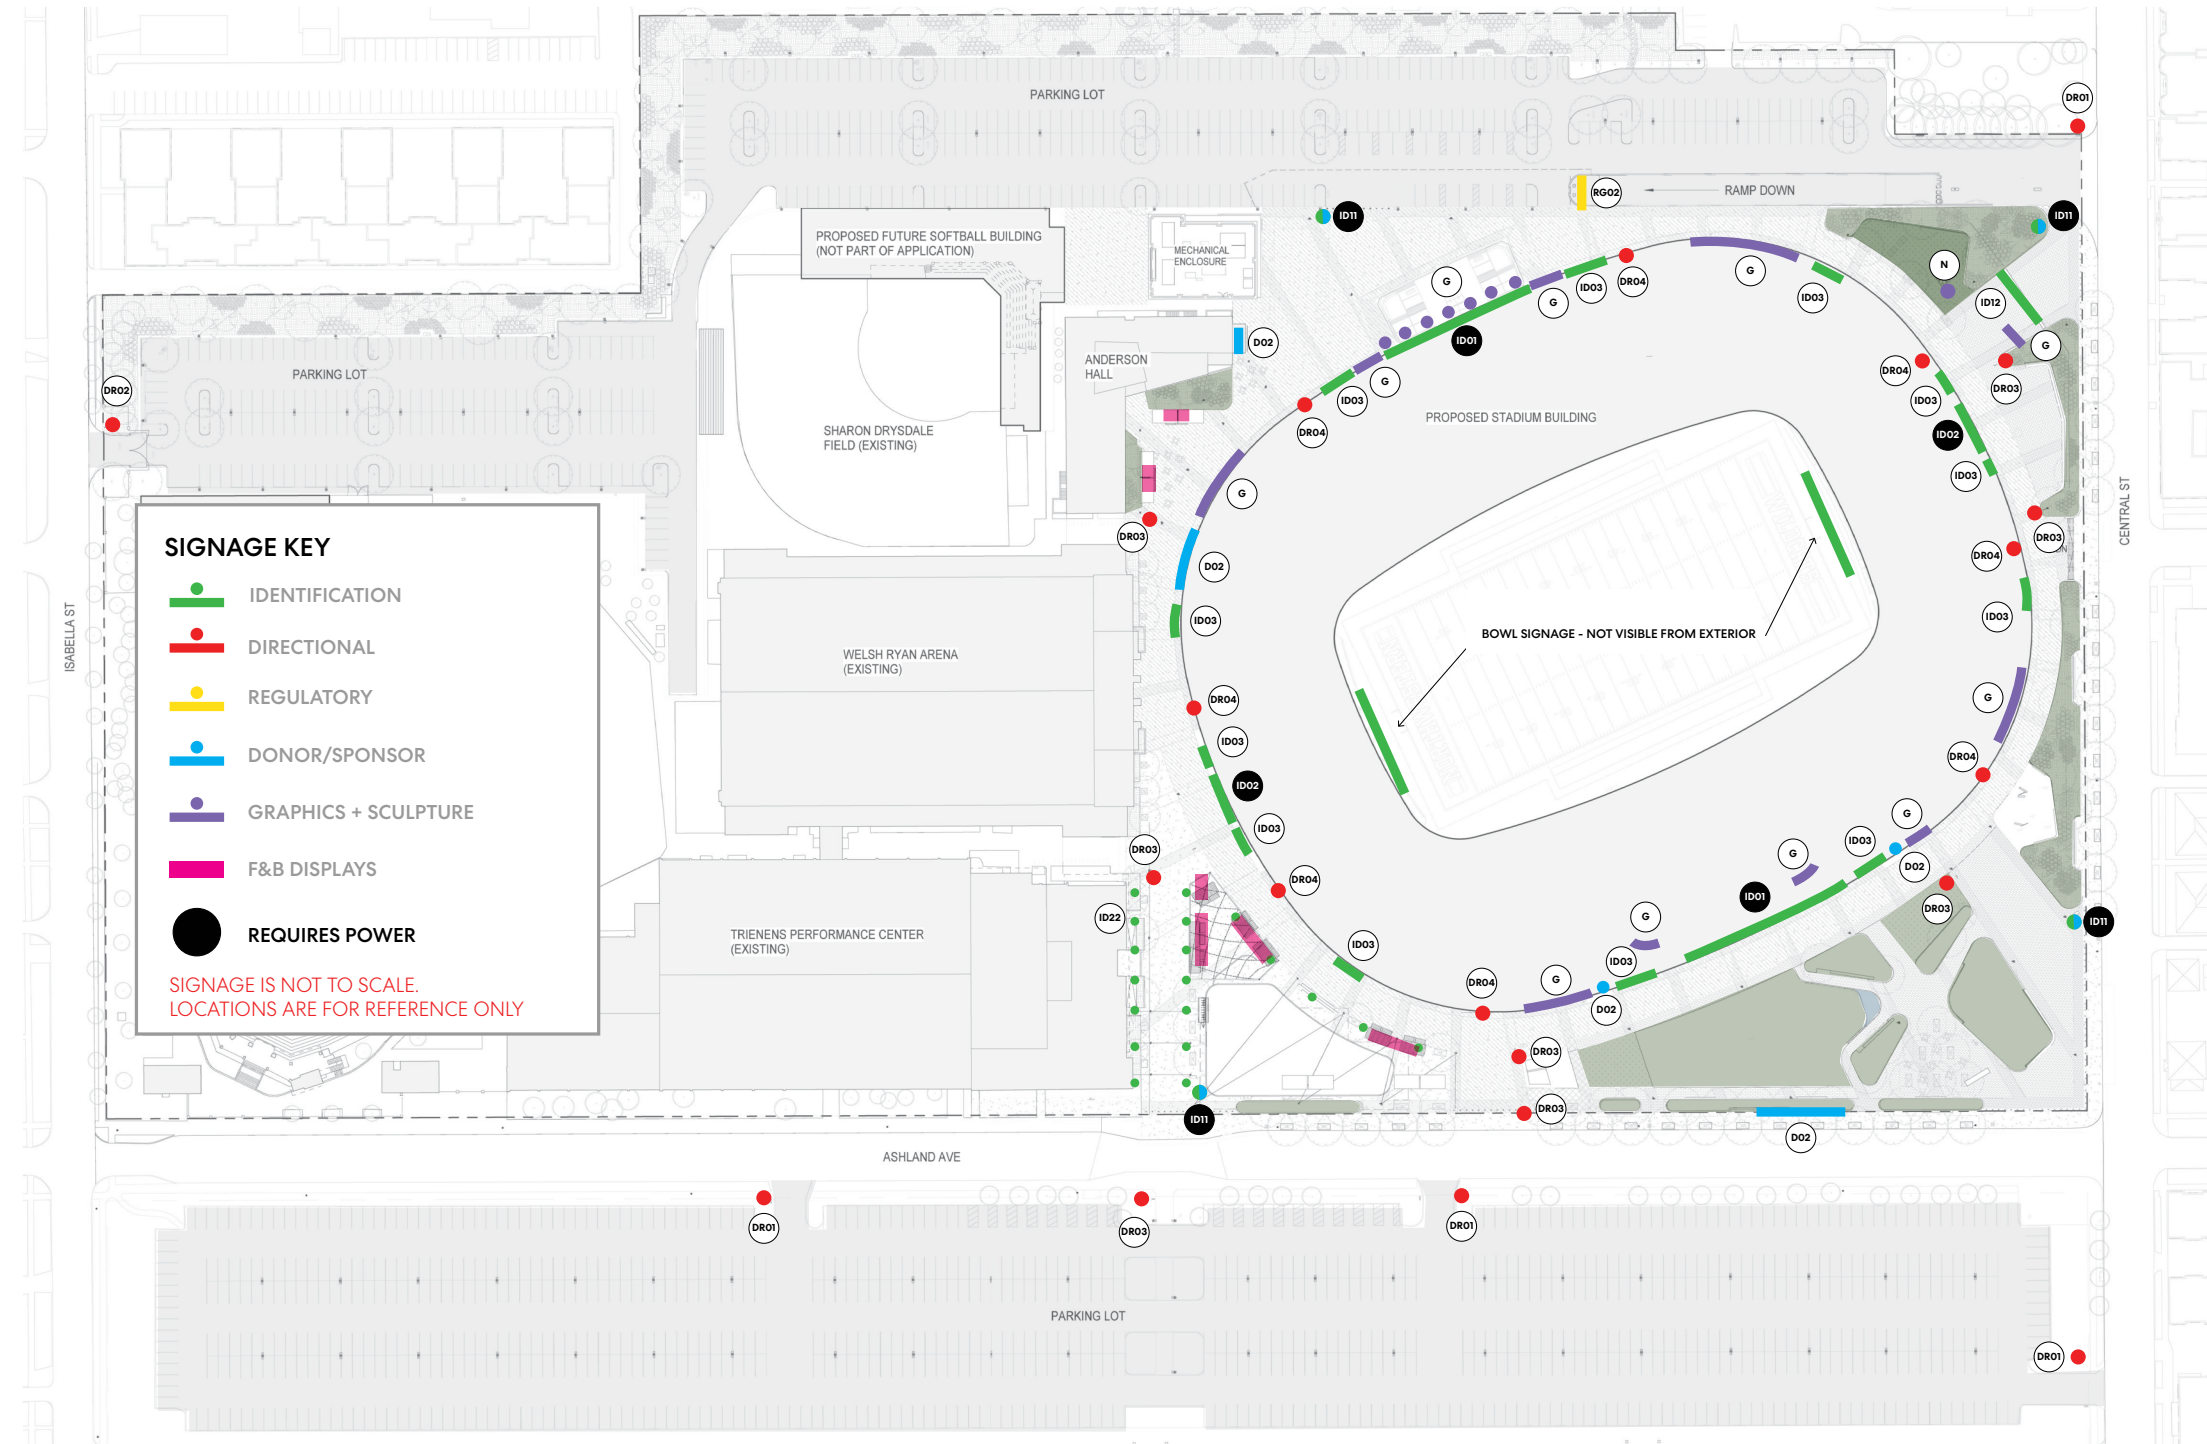 PARKING LOT
DR01
RG02
RAMP DOWN
ID11
ID11
PROPOSED FUTURE SOFTBALL BUILDING
(NOT PART OF APPLICATION)
MECHANICAL
ENCLOSURE
N
G
G
ID03
DR04
G
ID03
ID12
G
ID01
D02
ANDERSON
HALL
PARKING LOT
DR02
G
ID03
DR04
DR04
ID03
DR03
PROPOSED STADIUM BUILDING
SHARON DRYSDALE
FIELD (EXISTING)
ID02
ID03
G
DR03
DR03
DR04
CENTRAL ST
D02
ID03
ID03
ISABELLA ST
BOWL SIGNAGE - NOT VISIBLE FROM EXTERIOR
WELSH RYAN ARENA
(EXISTING)
DR04
G
ID03
DR04
ID02
G
ID03
ID03
DR03
G
D02
DR04
ID01
DR03
ID22
G
ID11
TRIENENS PERFORMANCE CENTER
(EXISTING)
ID03
ID03
DR04
G
D02
DR03
DR03
ID11
D02
ASHLAND AVE
DR01
DR03
DR01
PARKING LOT
DR01
SIGNAGE KEY
IDENTIFICATION
DIRECTIONAL
REGULATORY
DONOR/SPONSOR
GRAPHICS + SCULPTURE
F&B DISPLAYS
REQUIRES POWER
SIGNAGE IS NOT TO SCALE.
LOCATIONS ARE FOR REFERENCE ONLY